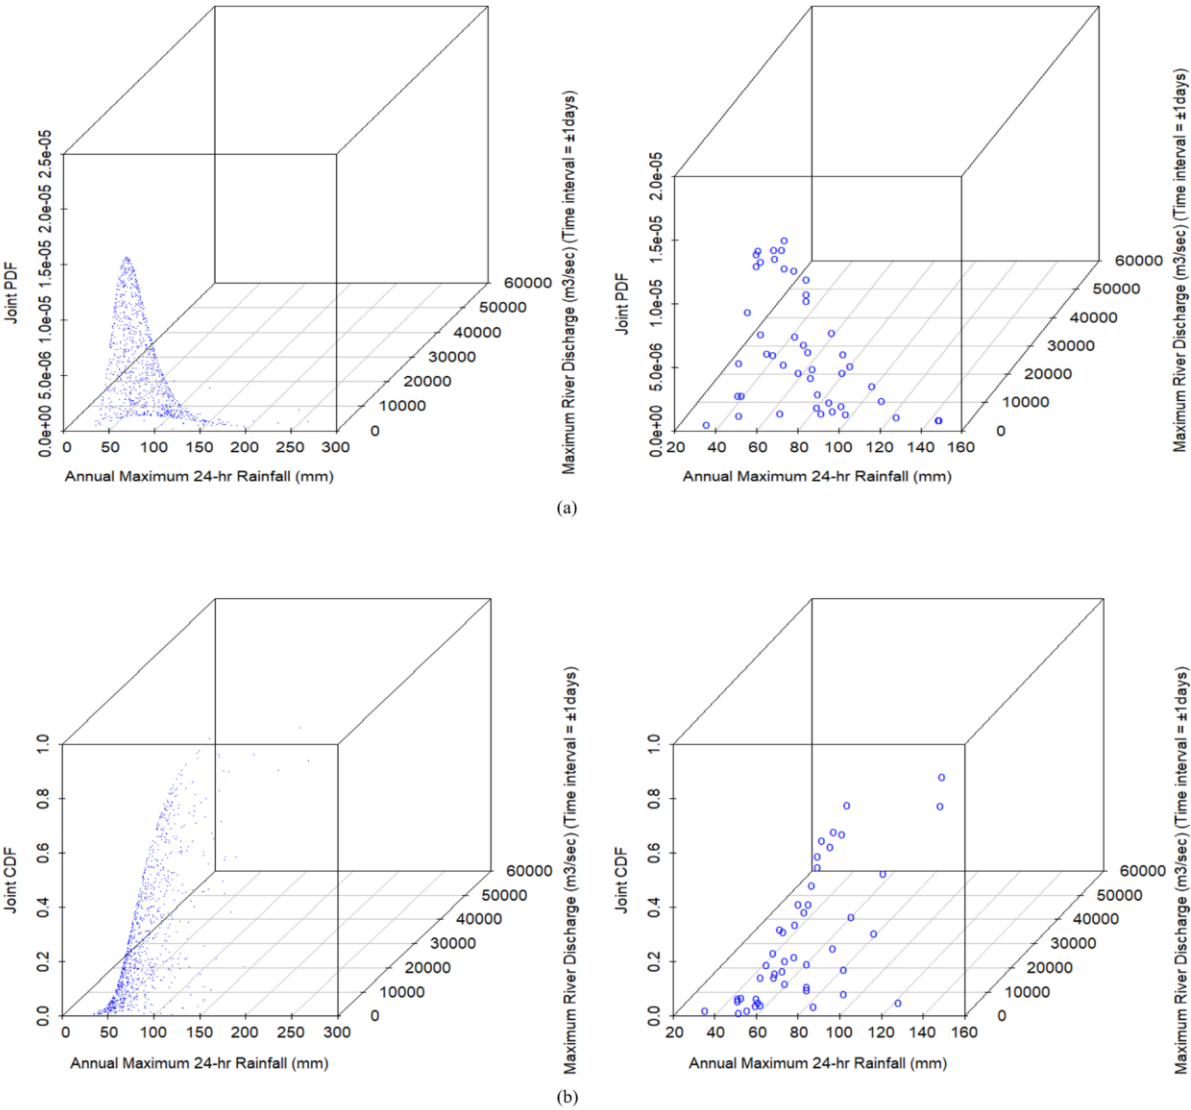 Joint PDF
0.0e+00 5.0e-06 1.0e-05 1.5e-05 2.0e-05 2.5e-05
0 50 100 150 200 250 300
Annual Maximum 24-hr Rainfall (mm)
0
10000
20000
30000
40000
50000
60000
Maximum River Discharge (m3/sec) (Time interval = ±1days)
Joint PDF
0.0e+00 5.0e-06 1.0e-05 1.5e-05 2.0e-05
20 40 60 80 100 120 140 160
Annual Maximum 24-hr Rainfall (mm)
0
10000
20000
30000
40000
50000
60000
Maximum River Discharge (m3/sec) (Time interval = ±1days)
(a)
Joint CDF
0.0 0.2 0.4 0.6 0.8 1.0
0 50 100 150 200 250 300
Annual Maximum 24-hr Rainfall (mm)
0
10000
20000
30000
40000
50000
60000
Maximum River Discharge (m3/sec) (Time interval = ±1days)
Joint CDF
0.0 0.2 0.4 0.6 0.8 1.0
20 40 60 80 100 120 140 160
Annual Maximum 24-hr Rainfall (mm)
0
10000
20000
30000
40000
50000
60000
Maximum River Discharge (m3/sec) (Time interval = ±1days)
(b)